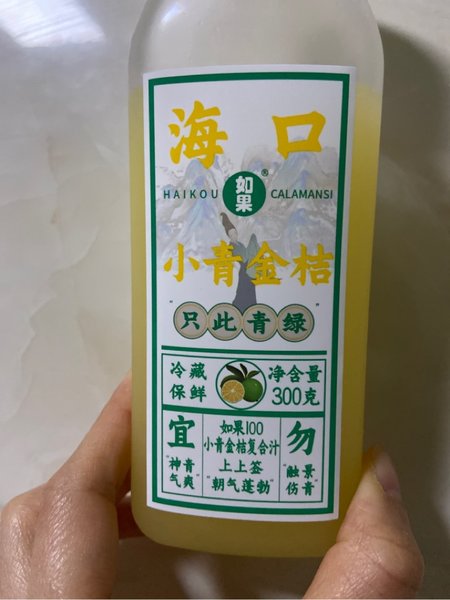 海口
HAIKOU 如果® CALAMANSI
小青金桔
"只此青绿"
冷藏
保鲜
净含量
300克
宜
"神青
气爽"
如果100
小青金桔复合汁
上上签
"朝气蓬勃"
勿
"融景
伤青"